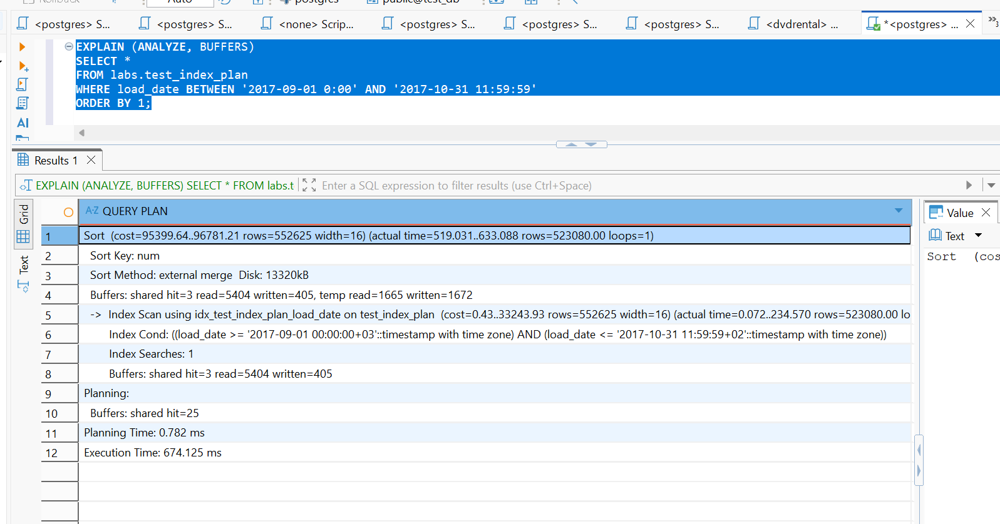 Rollback
Auto
postgres
public@test_db
<postgres> S...
<postgres> S...
<none> Scrip...
<postgres> S...
<postgres> S...
<postgres> S...
<dvdrental> ...
*<postgres> ...
3
EXPLAIN (ANALYZE, BUFFERS)
SELECT *
FROM labs.test_index_plan
WHERE load_date BETWEEN '2017-09-01 0:00' AND '2017-10-31 11:59:59'
ORDER BY 1;
AI
Results 1
EXPLAIN (ANALYZE, BUFFERS) SELECT * FROM labs.t
Enter a SQL expression to filter results (use Ctrl+Space)
Grid
Text
A-Z QUERY PLAN
1 Sort (cost=95399.64..96781.21 rows=552625 width=16) (actual time=519.031..633.088 rows=523080.00 loops=1)
2 Sort Key: num
3 Sort Method: external merge Disk: 13320kB
4 Buffers: shared hit=3 read=5404 written=405, temp read=1665 written=1672
5 -> Index Scan using idx_test_index_plan_load_date on test_index_plan (cost=0.43..33243.93 rows=552625 width=16) (actual time=0.072..234.570 rows=523080.00 lo
6 Index Cond: ((load_date >= '2017-09-01 00:00:00+03'::timestamp with time zone) AND (load_date <= '2017-10-31 11:59:59+02'::timestamp with time zone))
7 Index Searches: 1
8 Buffers: shared hit=3 read=5404 written=405
9 Planning:
10 Buffers: shared hit=25
11 Planning Time: 0.782 ms
12 Execution Time: 674.125 ms
Value
Text
Sort (cos